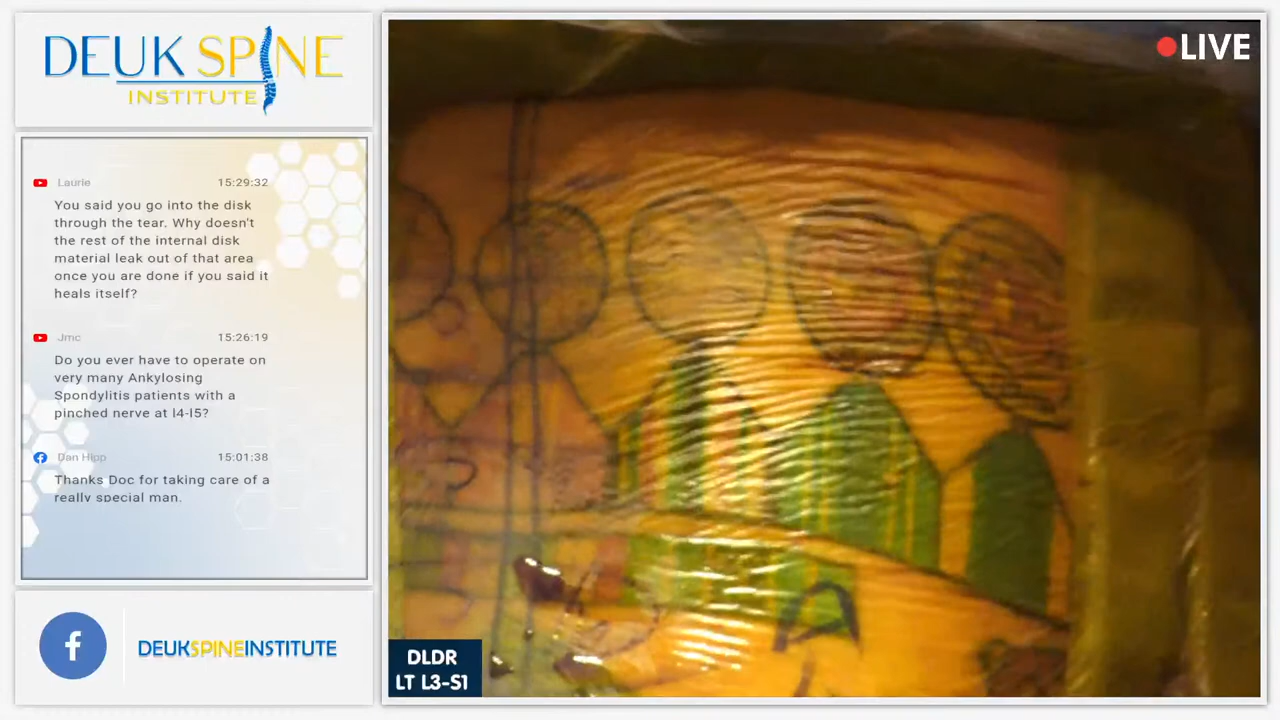 DEUK SPINE
INSTITUTE
Laurie 15:29:32
You said you go into the disk
through the tear. Why doesn't
the rest of the internal disk
material leak out of that area
once you are done if you said it
heals itself?
Jmc 15:26:19
Do you ever have to operate on
very many Ankylosing
Spondylitis patients with a
pinched nerve at l4-l5?
Dan Hipp 15:01:38
Thanks Doc for taking care of a
really special man.
f
DEUKSPINEINSTITUTE
LIVE
A
DLDR
LT L3-S1